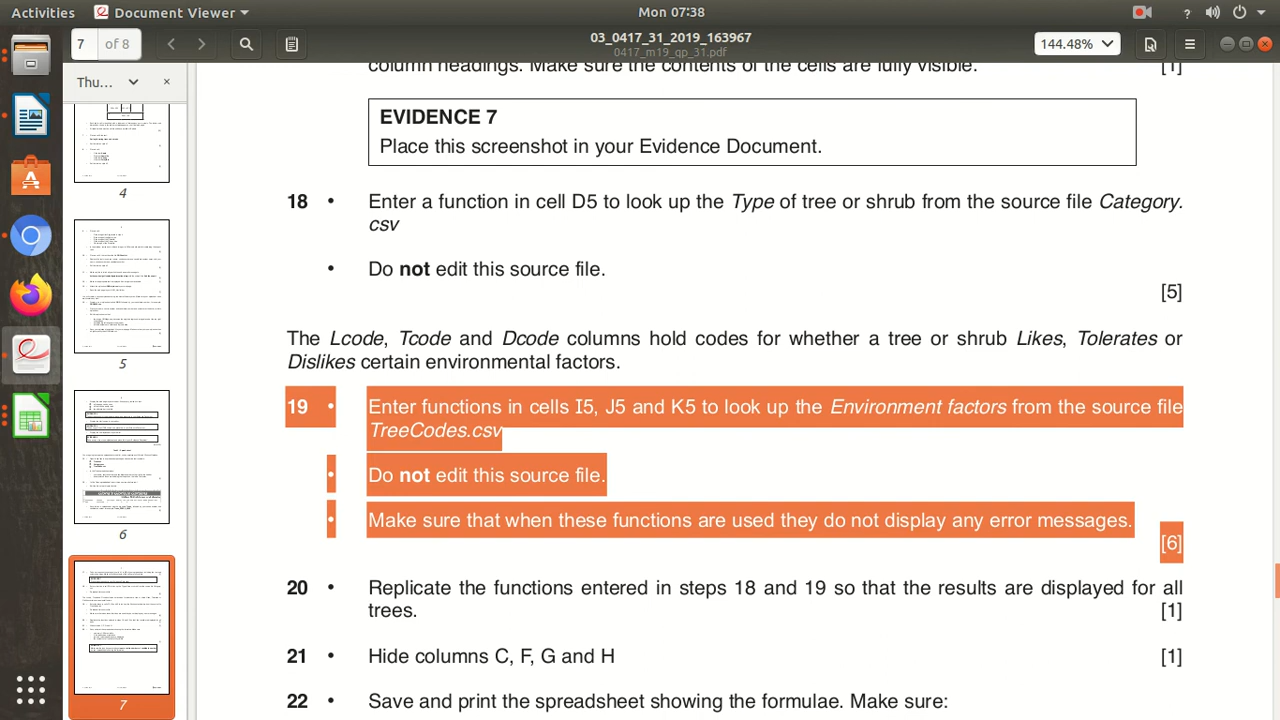 Activities
Document Viewer
Mon 07:38
7
of 8
03_0417_31_2019_163967
0417_m19_qp_31.pdf
144.48%
Thu...
column headings. Make sure the contents of the cells are fully visible.
[1]
EVIDENCE 7
Place this screenshot in your Evidence Document.
18 • Enter a function in cell D5 to look up the Type of tree or shrub from the source file Category.
csv
• Do not edit this source file.
[5]
The Lcode, Tcode and Dcode columns hold codes for whether a tree or shrub Likes, Tolerates or
Dislikes certain environmental factors.
19 • Enter functions in cells I5, J5 and K5 to look up the Environment factors from the source file
TreeCodes.csv
• Do not edit this source file.
• Make sure that when these functions are used they do not display any error messages.
[6]
20 • Replicate the functions entered in steps 18 and 19 so that the results are displayed for all
trees. [1]
21 • Hide columns C, F, G and H [1]
22 • Save and print the spreadsheet showing the formulae. Make sure:
4
5
6
7